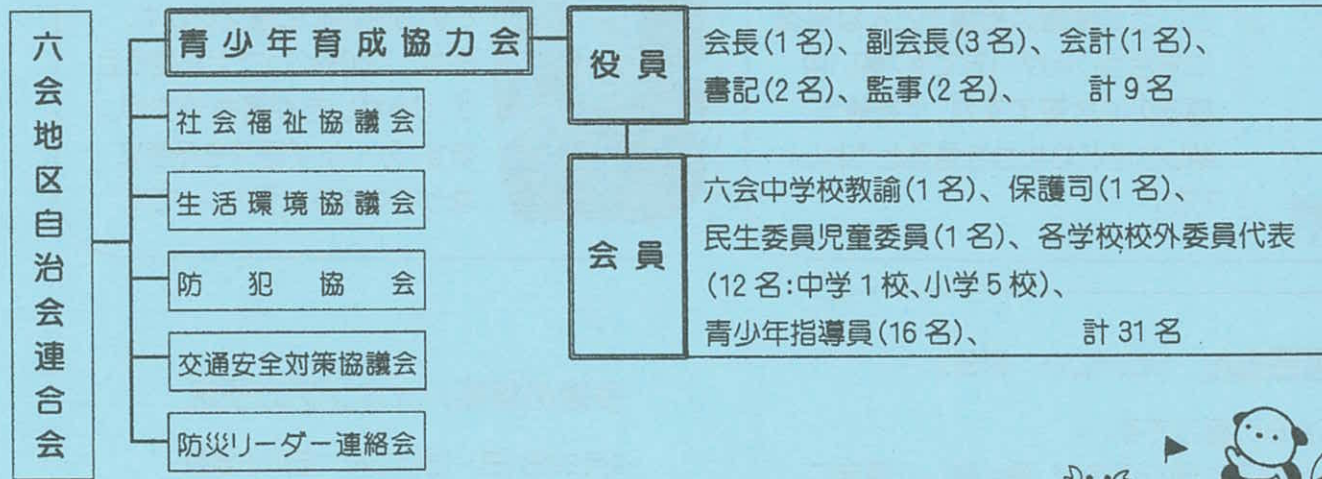 六会地区自治会連合会
青少年育成協力会
社会福祉協議会
生活環境協議会
防犯協会
交通安全対策協議会
防災リーダー連絡会
役員
会長(1名)、副会長(3名)、会計(1名)、
書記(2名)、監事(2名)、 計9名
会員
六会中学校教諭(1名)、保護司(1名)、
民生委員児童委員(1名)、各学校校外委員代表
(12名:中学1校、小学5校)、
青少年指導員(16名)、 計31名